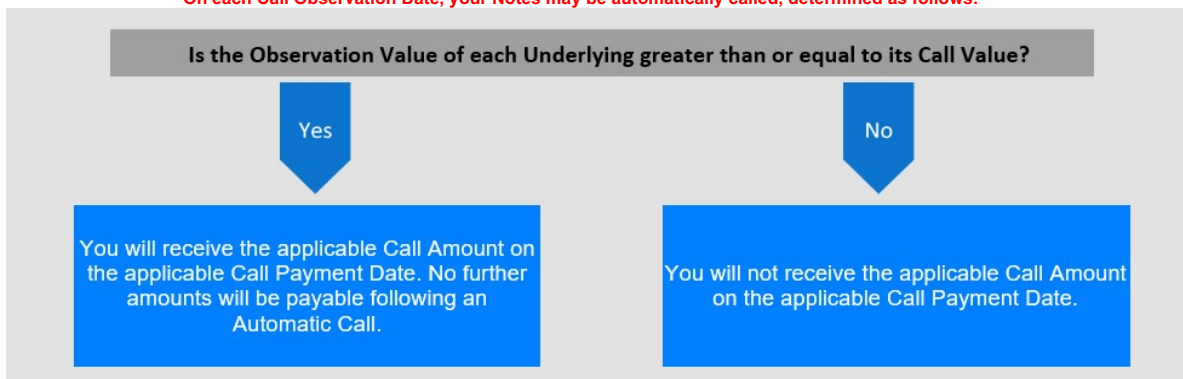 On each Call Observation Date, your Notes may be automatically called, determined as follows:
Is the Observation Value of each Underlying greater than or equal to its Call Value?
Yes
No
You will receive the applicable Call Amount on
the applicable Call Payment Date. No further
amounts will be payable following an
Automatic Call.
You will not receive the applicable Call Amount
on the applicable Call Payment Date.